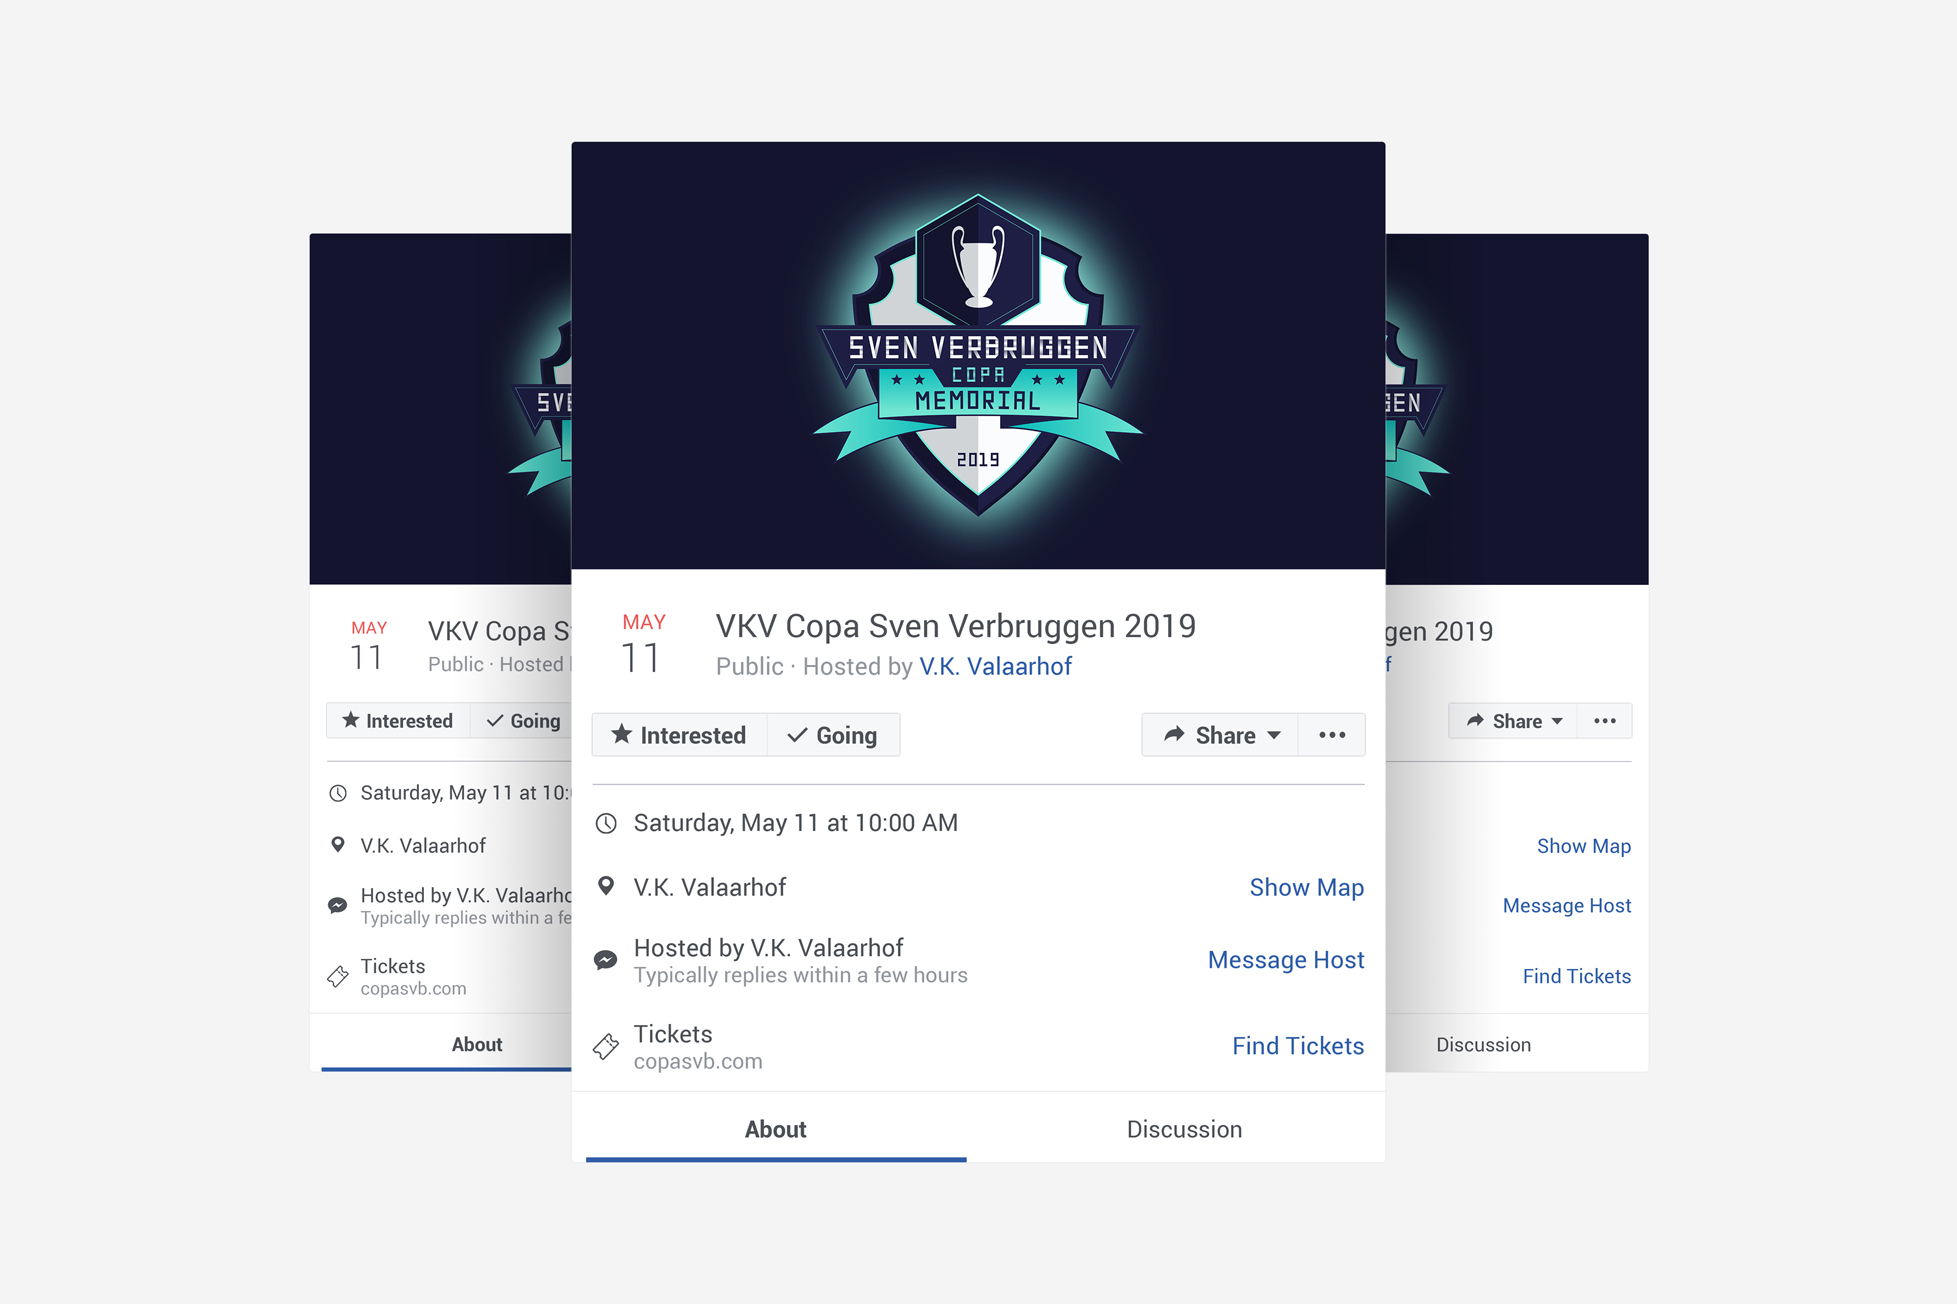 SVEN VERBRUGGEN
COPA
MEMORIAL
2019
MAY
11
VKV Copa Sven Verbruggen 2019
Public · Hosted by V.K. Valaarhof
Interested
Going
Share
Saturday, May 11 at 10:00 AM
V.K. Valaarhof
Show Map
Hosted by V.K. Valaarhof
Typically replies within a few hours
Message Host
Tickets
copasvb.com
Find Tickets
About
Discussion
SVE
MAY
11
VKV Copa S
Public · Hosted
Interested
Going
Saturday, May 11 at 10:
V.K. Valaarhof
Hosted by V.K. Valaarho
Typically replies within a fe
Tickets
copasvb.com
About
GEN
gen 2019
f
Share
Show Map
Message Host
Find Tickets
Discussion